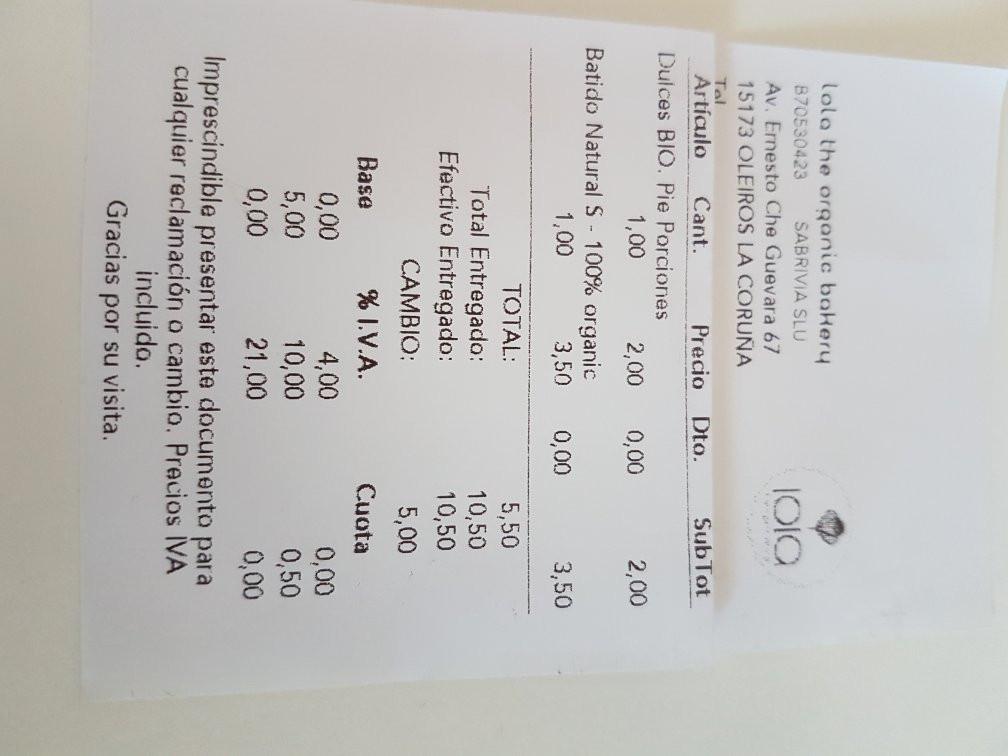 lola the organic bakery
B70530423 SABRIVIA SLU
Av. Ernesto Che Guevara 67
15173 OLEIROS LA CORUÑA
lola
Tel
Artículo Cant. Precio Dto. SubTot
Dulces BIO. Pie Porciones
1,00 2,00 0,00 2,00
Batido Natural S - 100% organic
1,00 3,50 0,00 3,50
TOTAL: 5,50
Total Entregado: 10,50
Efectivo Entregado: 10,50
CAMBIO: 5,00
Base % I.V.A. Cuota
0,00 4,00 0,00
5,00 10,00 0,50
0,00 21,00 0,00
Imprescindible presentar este documento para
cualquier reclamación o cambio. Precios IVA
incluido.
Gracias por su visita.